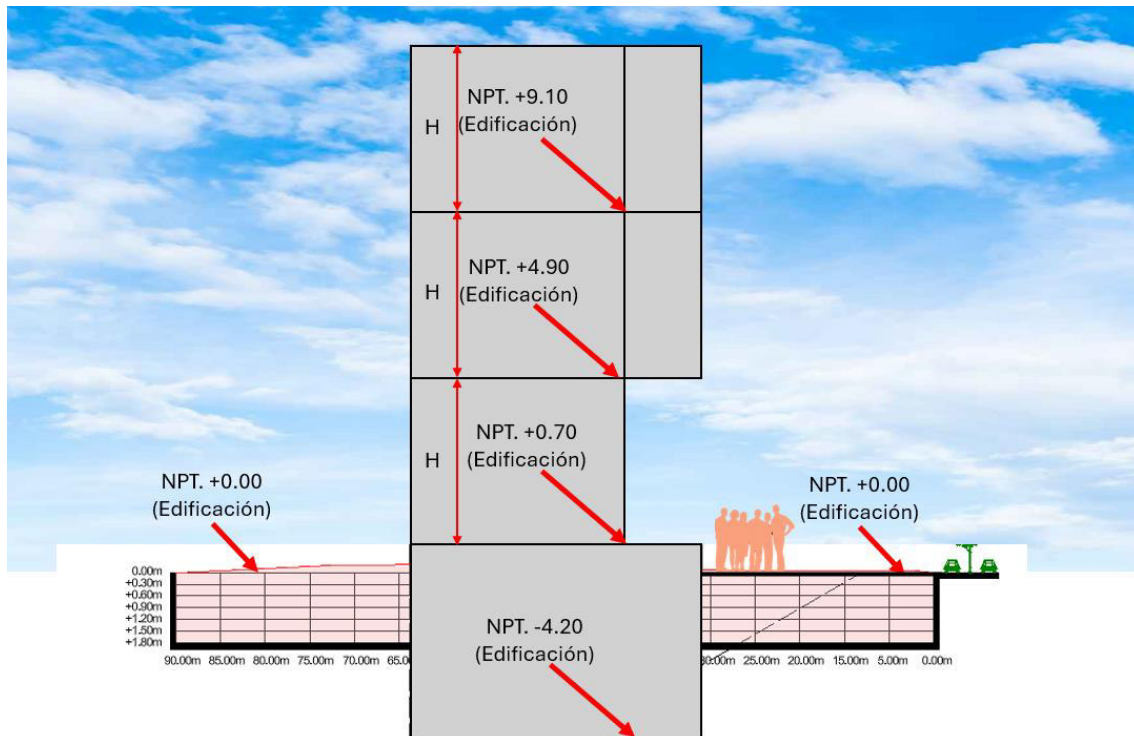 NPT. +9.10
(Edificación)
H
NPT. +4.90
(Edificación)
H
NPT. +0.70
(Edificación)
H
NPT. +0.00
(Edificación)
NPT. +0.00
(Edificación)
0.00m
+0.30m
+0.60m
+0.90m
+1.20m
+1.50m
+1.80m
NPT. -4.20
(Edificación)
90.00m 85.00m 80.00m 75.00m 70.00m 25.00m 20.00m 15.00m 5.00m 0.00m